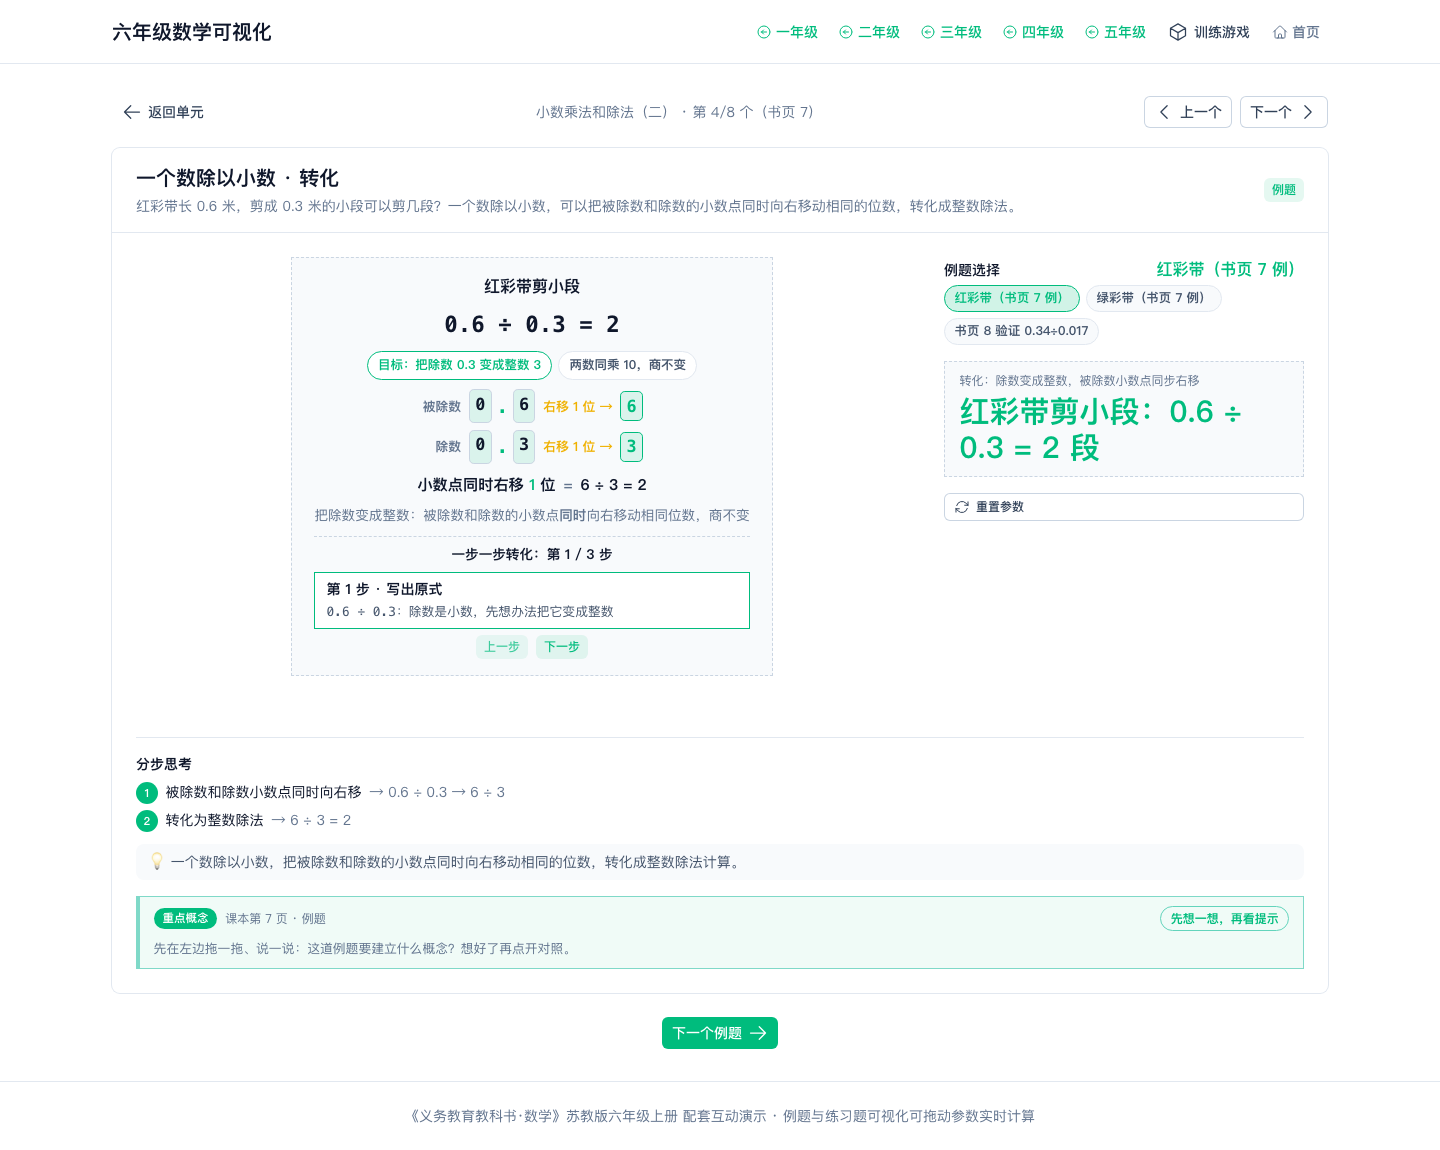 六年级数学可视化
一年级 二年级 三年级 四年级 五年级 训练游戏 首页
返回单元
小数乘法和除法（二） · 第 4/8 个（书页 7）
上一个 下一个
一个数除以小数 · 转化
红彩带长 0.6 米，剪成 0.3 米的小段可以剪几段？一个数除以小数，可以把被除数和除数的小数点同时向右移动相同的位数，转化成整数除法。
例题
红彩带剪小段
0.6 ÷ 0.3 = 2
目标：把除数 0.3 变成整数 3 两数同乘 10，商不变
被除数 0 . 6 右移 1 位 → 6
除数 0 . 3 右移 1 位 → 3
小数点同时右移 1 位 = 6 ÷ 3 = 2
把除数变成整数：被除数和除数的小数点同时向右移动相同位数，商不变
一步一步转化：第 1 / 3 步
第 1 步 · 写出原式
0.6 ÷ 0.3：除数是小数，先想办法把它变成整数
上一步 下一步
例题选择 红彩带（书页 7 例）
红彩带（书页 7 例） 绿彩带（书页 7 例）
书页 8 验证 0.34÷0.017
转化：除数变成整数，被除数小数点同步右移
红彩带剪小段：0.6 ÷
0.3 = 2 段
重置参数
分步思考
1 被除数和除数小数点同时向右移 → 0.6 ÷ 0.3 → 6 ÷ 3
2 转化为整数除法 → 6 ÷ 3 = 2
💡 一个数除以小数，把被除数和除数的小数点同时向右移动相同的位数，转化成整数除法计算。
重点概念 课本第 7 页 · 例题 先想一想，再看提示
先在左边拖一拖、说一说：这道例题要建立什么概念？想好了再点开对照。
下一个例题 →
《义务教育教科书·数学》苏教版六年级上册 配套互动演示 · 例题与练习题可视化可拖动参数实时计算